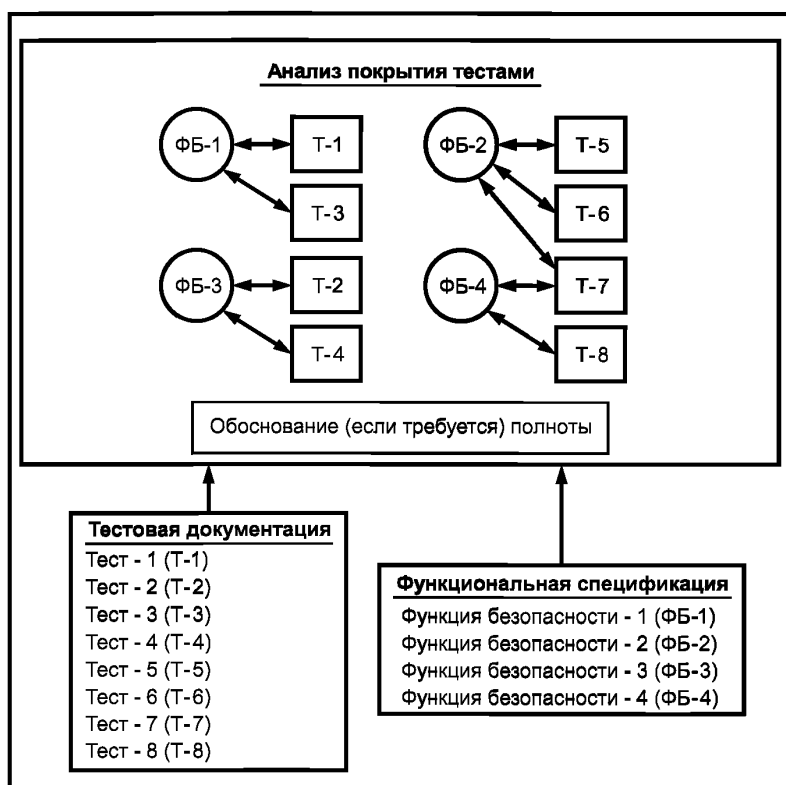 Анализ покрытия тестами
ФБ-1 Т-1 ФБ-2 Т-5
Т-3 Т-6
ФБ-3 Т-2 ФБ-4 Т-7
Т-4 Т-8
Обоснование (если требуется) полноты
Тестовая документация
Тест - 1 (Т-1)
Тест - 2 (Т-2)
Тест - 3 (Т-3)
Тест - 4 (Т-4)
Тест - 5 (Т-5)
Тест - 6 (Т-6)
Тест - 7 (Т-7)
Тест - 8 (Т-8)
Функциональная спецификация
Функция безопасности - 1 (ФБ-1)
Функция безопасности - 2 (ФБ-2)
Функция безопасности - 3 (ФБ-3)
Функция безопасности - 4 (ФБ-4)